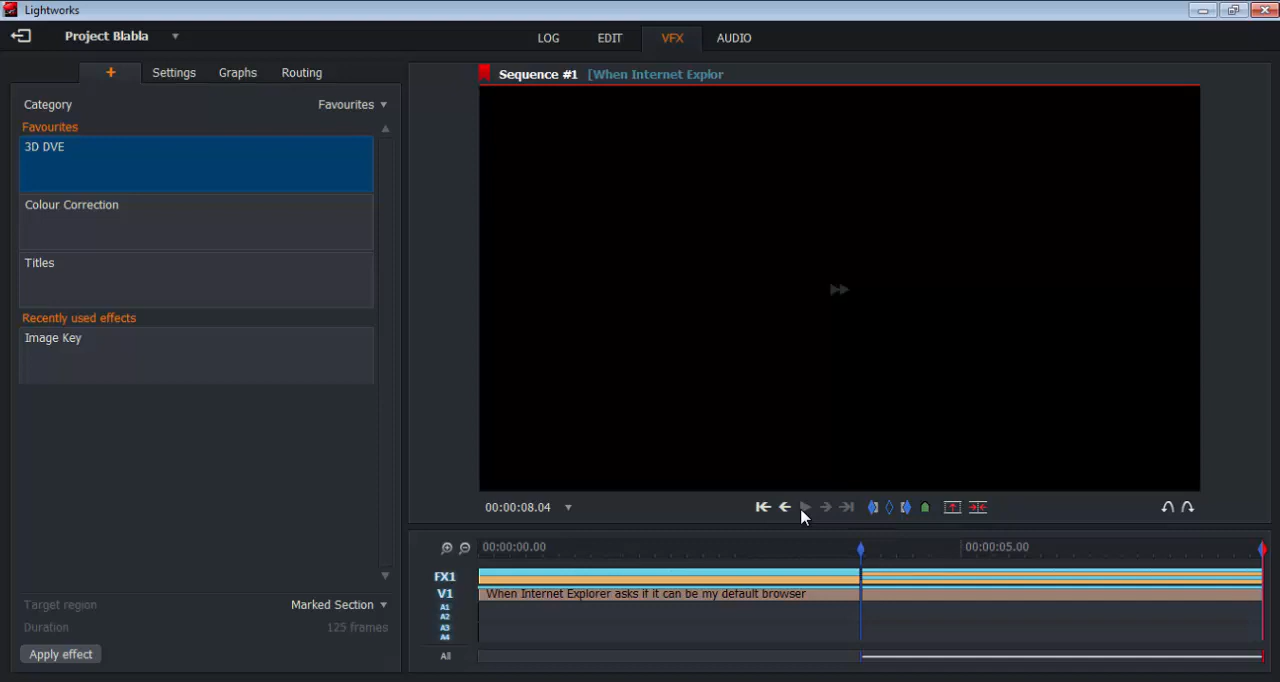 Lightworks
Project Blabla
LOG EDIT VFX AUDIO
+ Settings Graphs Routing
Sequence #1 [When Internet Explor
Category Favourites
Favourites
3D DVE
Colour Correction
Titles
Recently used effects
Image Key
00:00:08.04
00:00:00.00 00:00:05.00
FX1
V1 When Internet Explorer asks if it can be my default browser
A1
A2
A3
A4
All
Target region Marked Section
Duration 125 frames
Apply effect